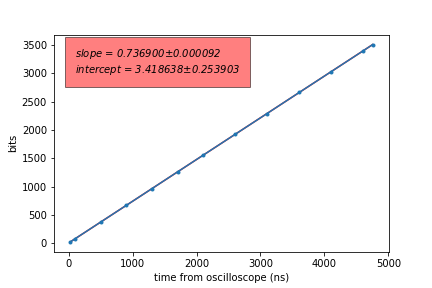 slope = 0.736900±0.000092
intercept = 3.418638±0.253903
3500
3000
2500
2000
1500
1000
500
0
bits
0 1000 2000 3000 4000 5000
time from oscilloscope (ns)